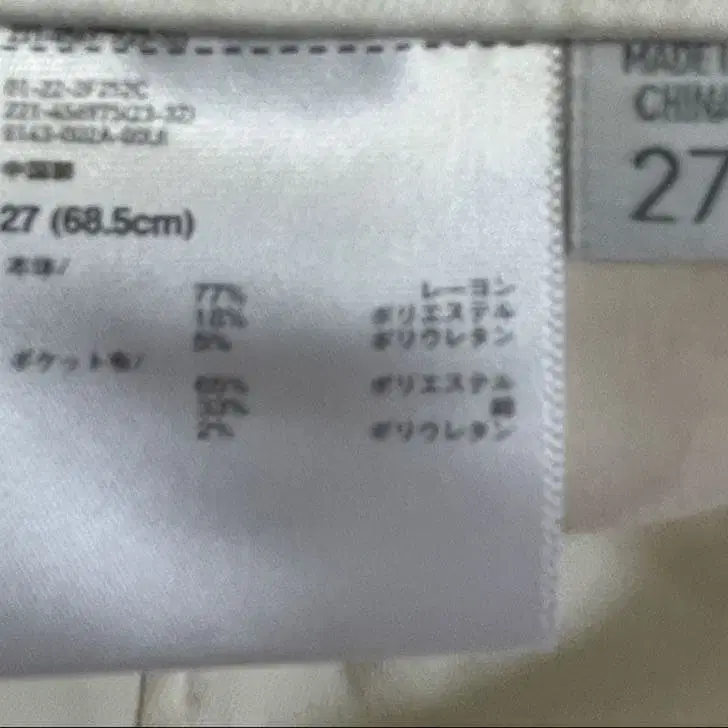 中国製
27 (68.5cm)
本体/
77% レーヨン
18% ポリエステル
5% ポリウレタン
ポケット布/
65% ポリエステル
33% 綿
2% ポリウレタン
MADE
CHINA
27